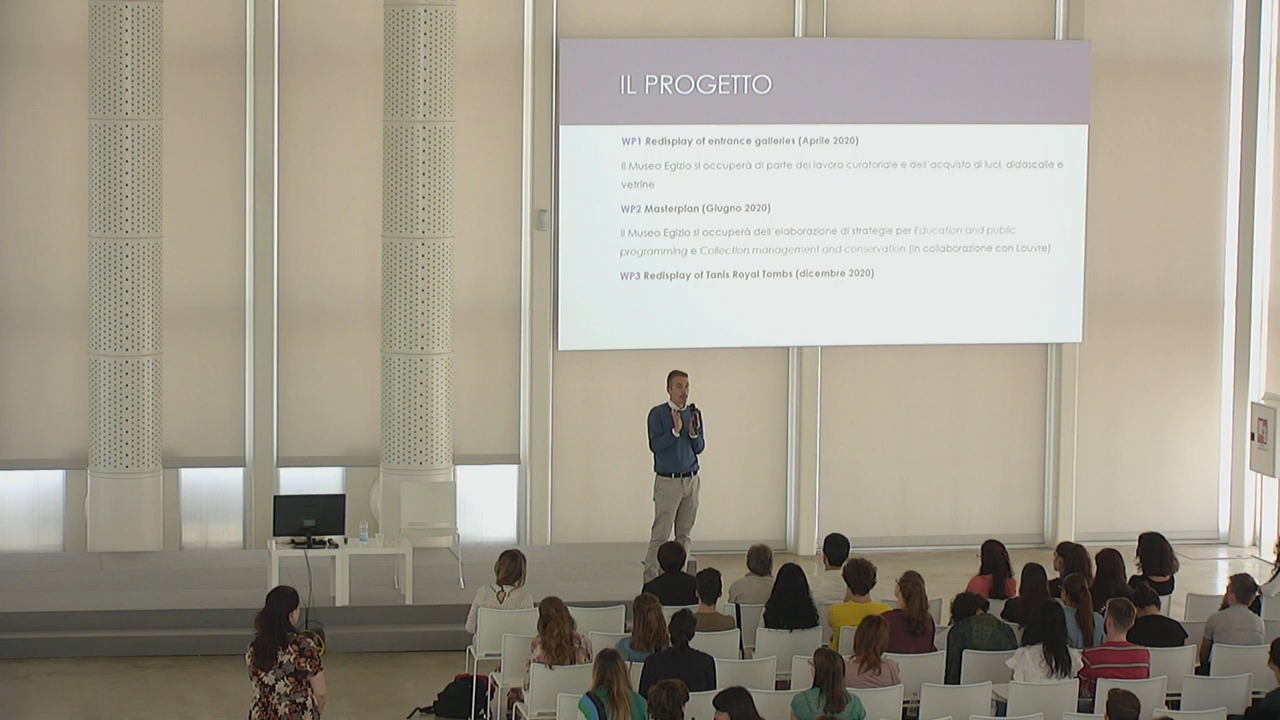 IL PROGETTO
WP1 Redisplay of entrance galleries (Aprile 2020)
Il Museo Egizio si occuperà di parte del lavoro curatoriale e dell'acquisto di luci, didascalie e
vetrine
WP2 Masterplan (Giugno 2020)
Il Museo Egizio si occuperà dell'elaborazione di strategie per Education and public
programming e Collection management and conservation (in collaborazione con Louvre)
WP3 Redisplay of Tanis Royal Tombs (dicembre 2020)